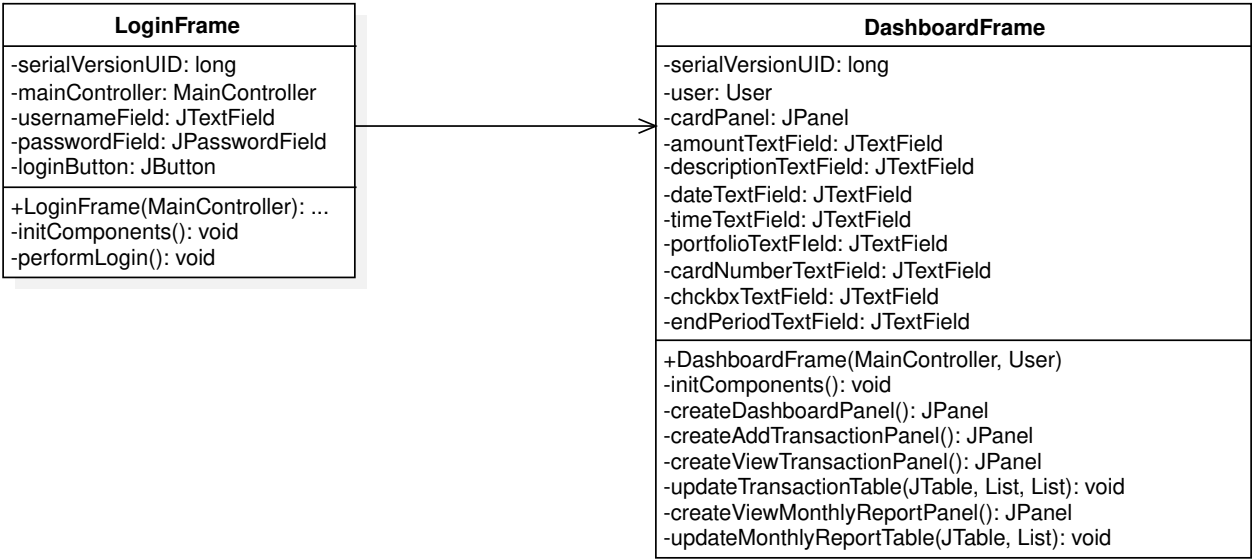 LoginFrame
-serialVersionUID: long
-mainController: MainController
-usernameField: JTextField
-passwordField: JPasswordField
-loginButton: JButton
+LoginFrame(MainController): ...
-initComponents(): void
-performLogin(): void
DashboardFrame
-serialVersionUID: long
-user: User
-cardPanel: JPanel
-amountTextField: JTextField
-descriptionTextField: JTextField
-dateTextField: JTextField
-timeTextField: JTextField
-portfolioTextFIeld: JTextField
-cardNumberTextField: JTextField
-chckbxTextField: JTextField
-endPeriodTextField: JTextField
+DashboardFrame(MainController, User)
-initComponents(): void
-createDashboardPanel(): JPanel
-createAddTransactionPanel(): JPanel
-createViewTransactionPanel(): JPanel
-updateTransactionTable(JTable, List, List): void
-createViewMonthlyReportPanel(): JPanel
-updateMonthlyReportTable(JTable, List): void